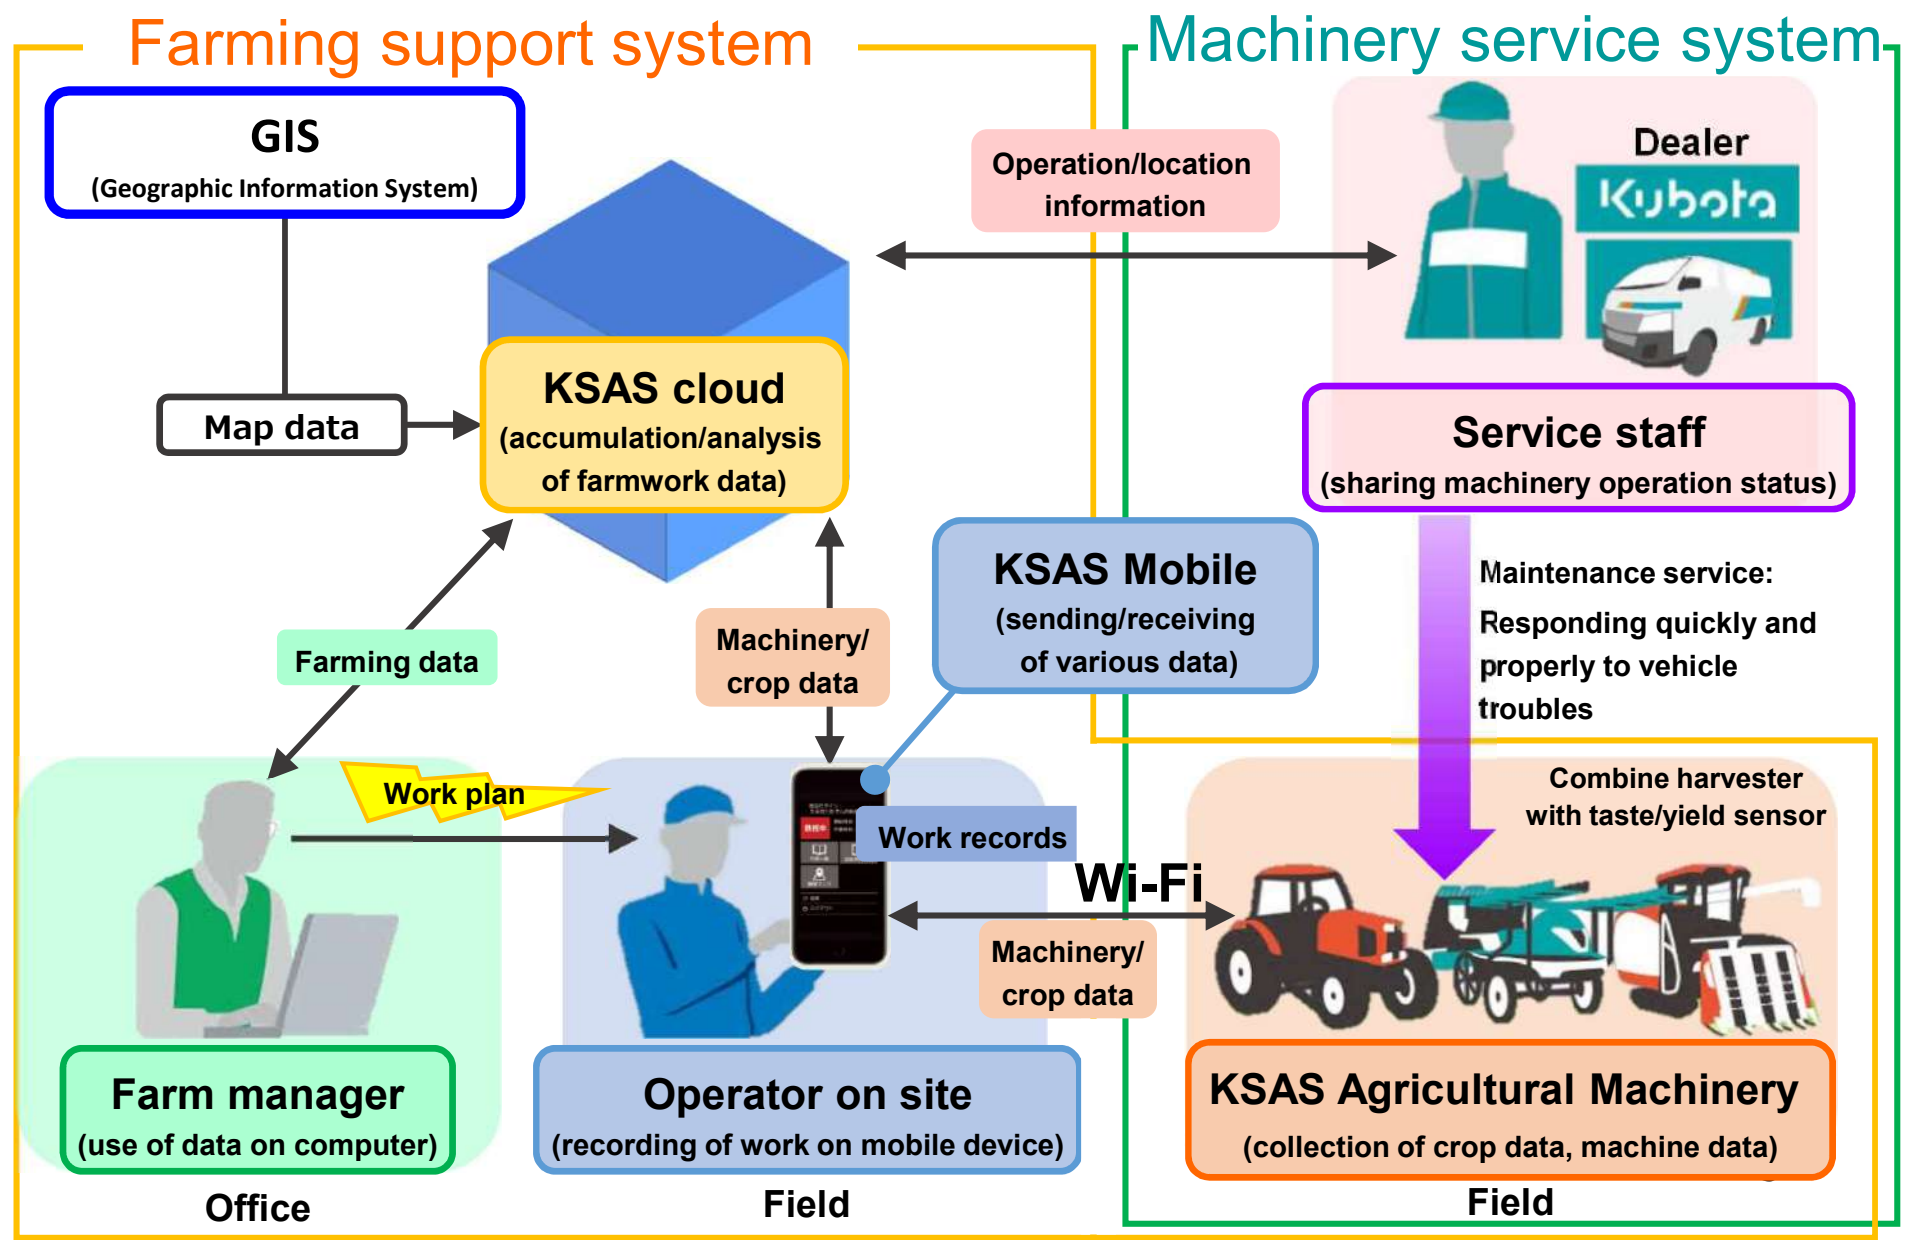 Farming support system
Machinery service system
GIS
(Geographic Information System)
Operation/location
information
Dealer
Kubota
KSAS cloud
(accumulation/analysis
of farmwork data)
Map data
Service staff
(sharing machinery operation status)
KSAS Mobile
(sending/receiving
of various data)
Maintenance service:
Responding quickly and
properly to vehicle
troubles
Farming data
Machinery/
crop data
Work plan
Work records
Combine harvester
with taste/yield sensor
Wi-Fi
Machinery/
crop data
Farm manager
(use of data on computer)
Operator on site
(recording of work on mobile device)
KSAS Agricultural Machinery
(collection of crop data, machine data)
Office
Field
Field